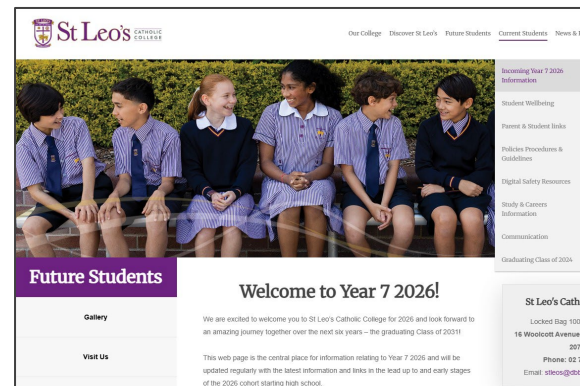 St Leo's CATHOLIC COLLEGE
Our College Discover St Leo's Future Students Current Students News &
Incoming Year 7 2026
Information
Student Wellbeing
Parent & Student links
Policies Procedures &
Guidelines
Digital Safety Resources
Study & Careers
Information
Communication
Graduating Class of 2024
Future Students
Gallery
Visit Us
Welcome to Year 7 2026!
We are excited to welcome you to St Leo's Catholic College for 2026 and look forward to
an amazing journey together over the next six years – the graduating Class of 2031!
This web page is the central place for information relating to Year 7 2026 and will be
updated regularly with the latest information and links in the lead up to and early stages
of the 2026 cohort starting high school.
St Leo's Cath
Locked Bag 100
16 Woolcott Avenue
207
Phone: 02 7
Email: stleos@dbb